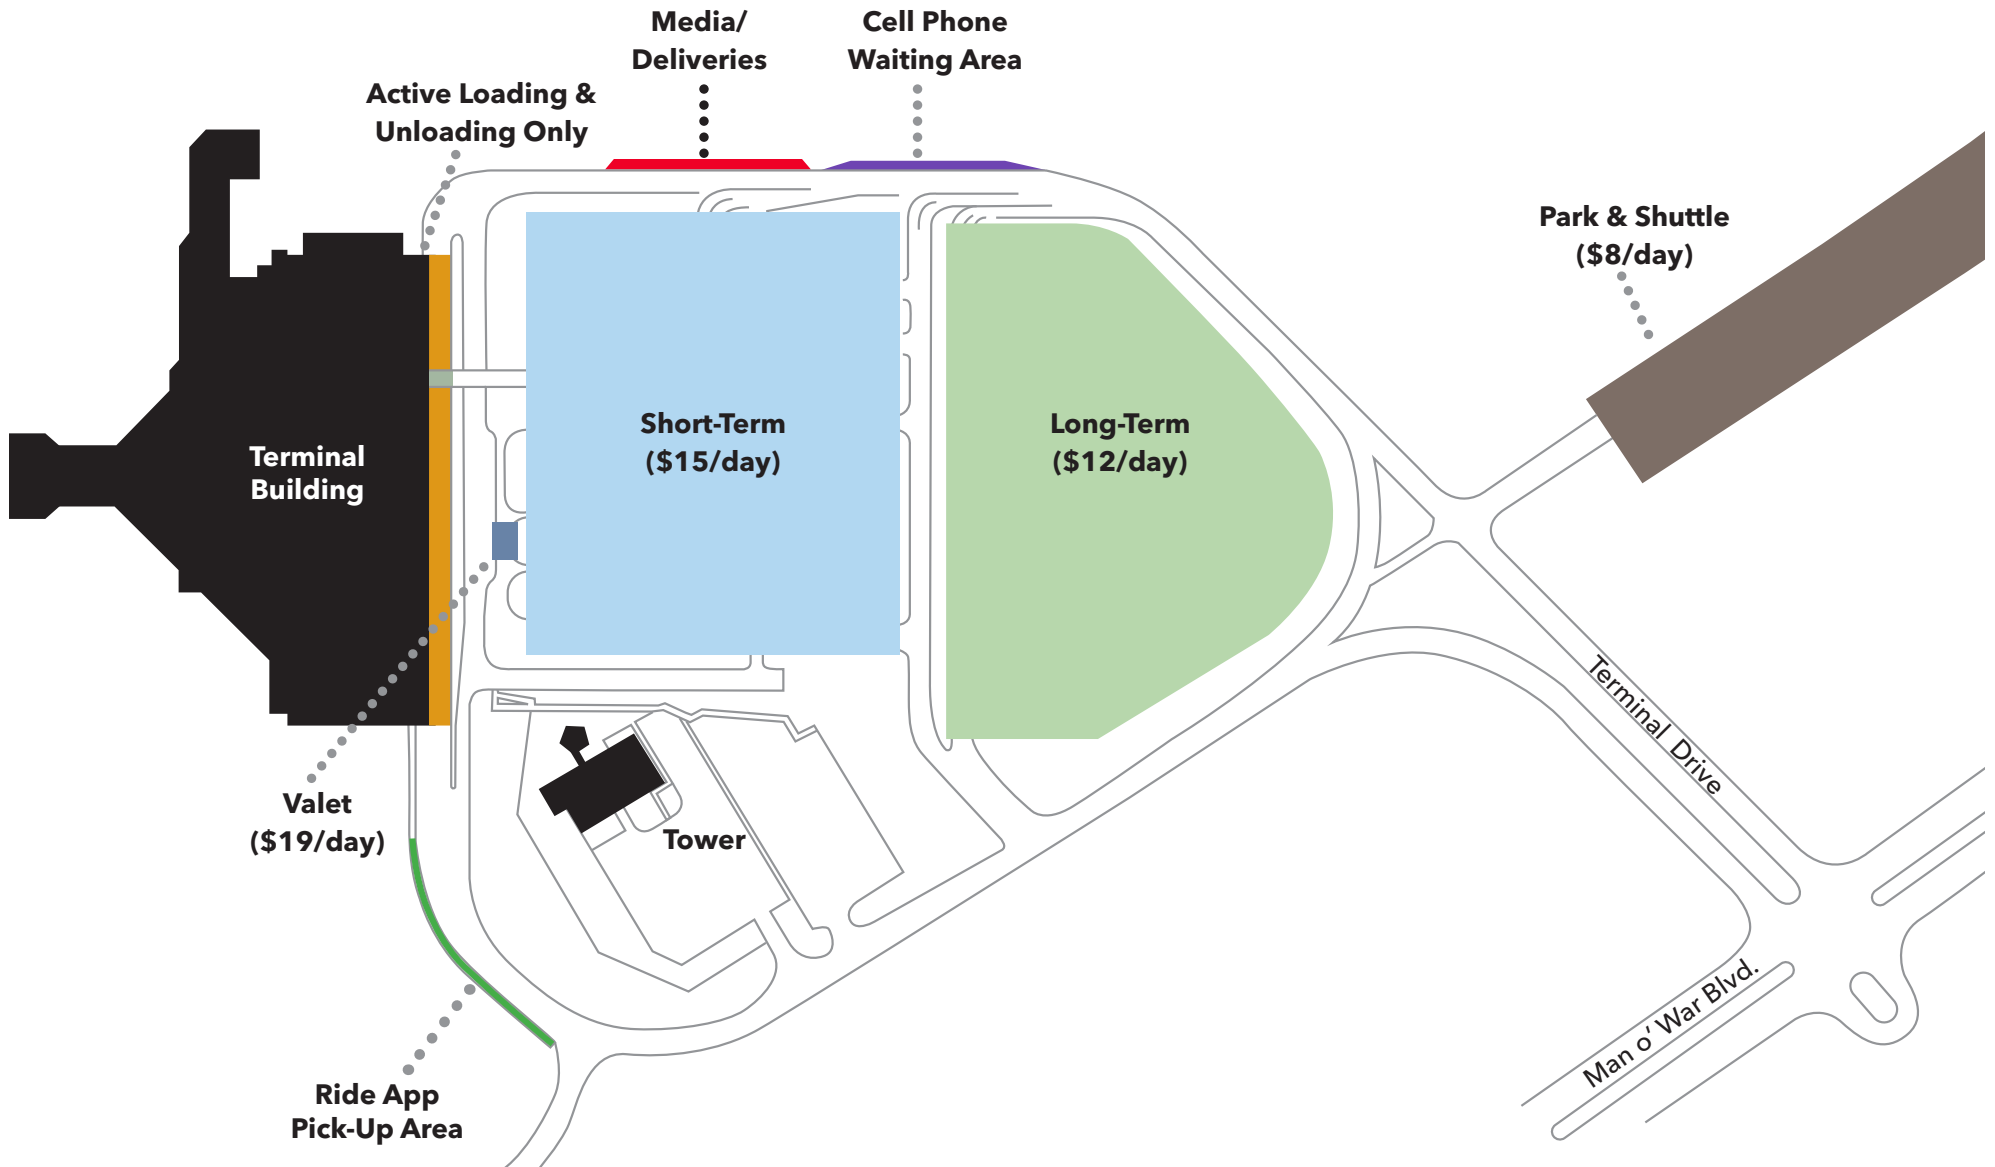 Media/
Deliveries
Cell Phone
Waiting Area
Active Loading &
Unloading Only
Park & Shuttle
($8/day)
Short-Term
($15/day)
Long-Term
($12/day)
Terminal
Building
Terminal Drive
Valet
($19/day)
Tower
Man o' War Blvd.
Ride App
Pick-Up Area